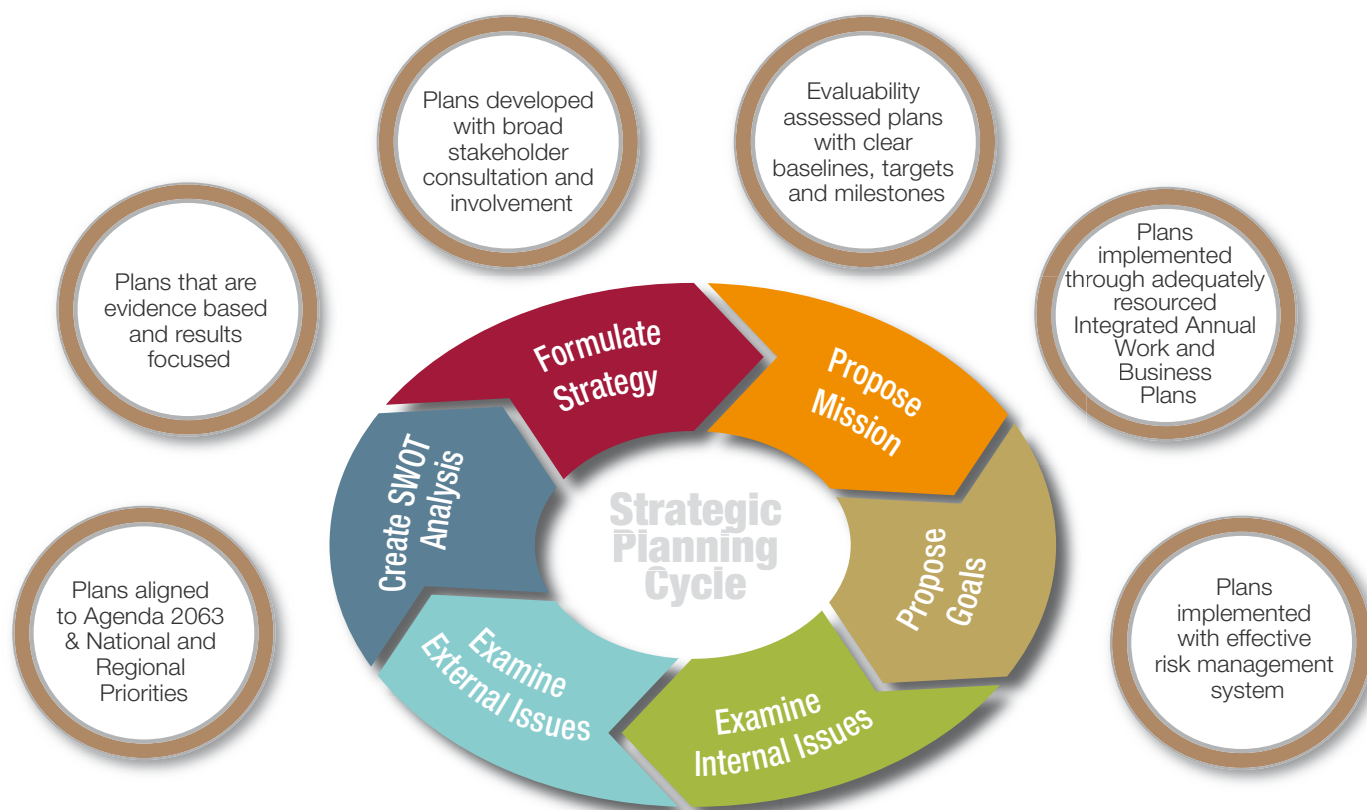 Plans developed
with broad
stakeholder
consultation and
involvement
Evaluability
assessed plans
with clear
baselines, targets
and milestones
Plans that are
evidence based
and results
focused
Plans
implemented
through adequately
resourced
Integrated Annual
Work and
Business
Plans
Plans aligned
to Agenda 2063
& National and
Regional
Priorities
Plans
implemented
with effective
risk management
system
Formulate
Strategy
Propose
Mission
Propose
Goals
Examine
Internal Issues
Examine
External Issues
Create SWOT
Analysis
Strategic
Planning
Cycle